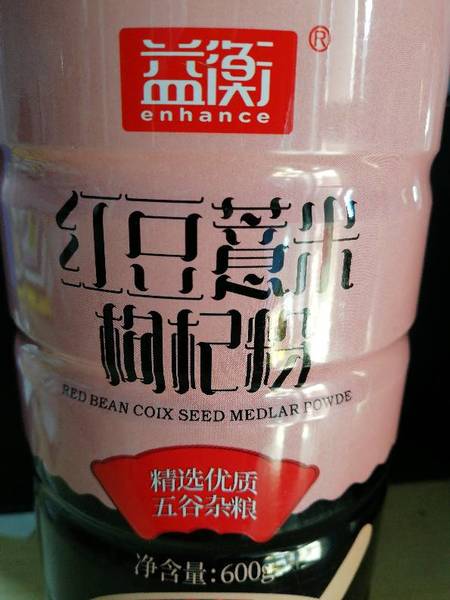 益衡®
enhance
红豆薏米
枸杞粉
RED BEAN COIX SEED MEDLAR POWDE
精选优质
五谷杂粮
净含量:600g